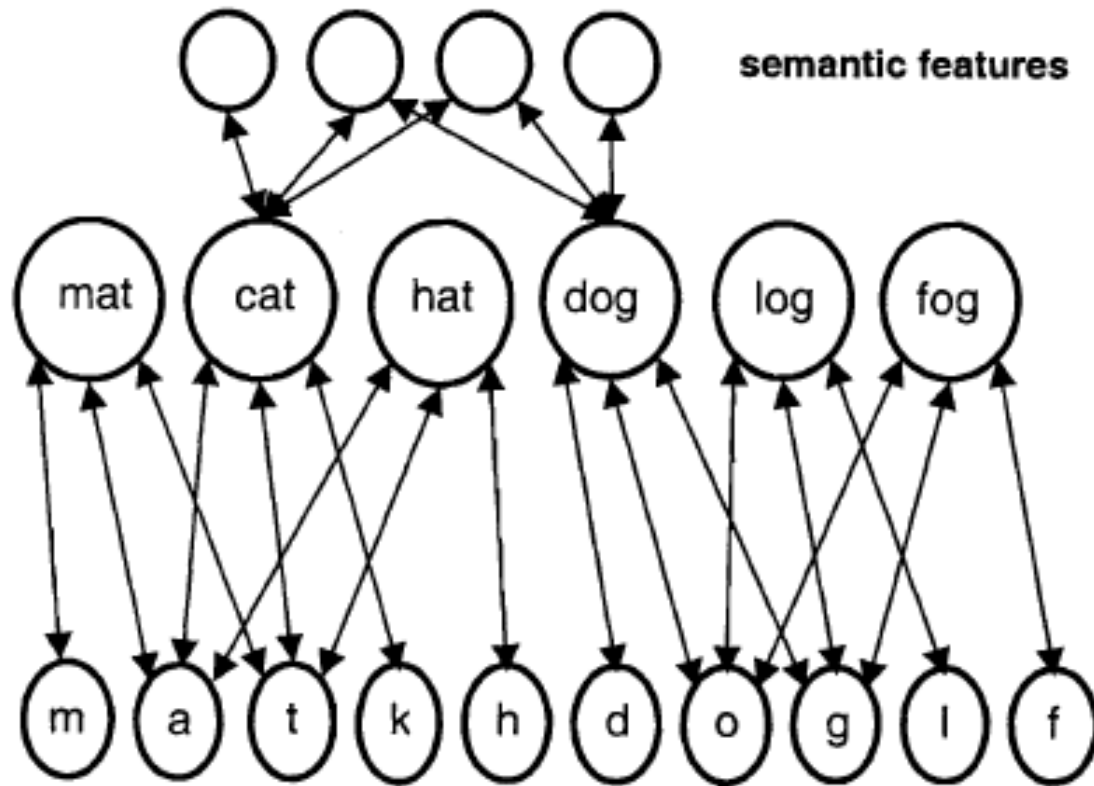 semantic features
mat cat hat dog log fog
m a t k h d o g l f